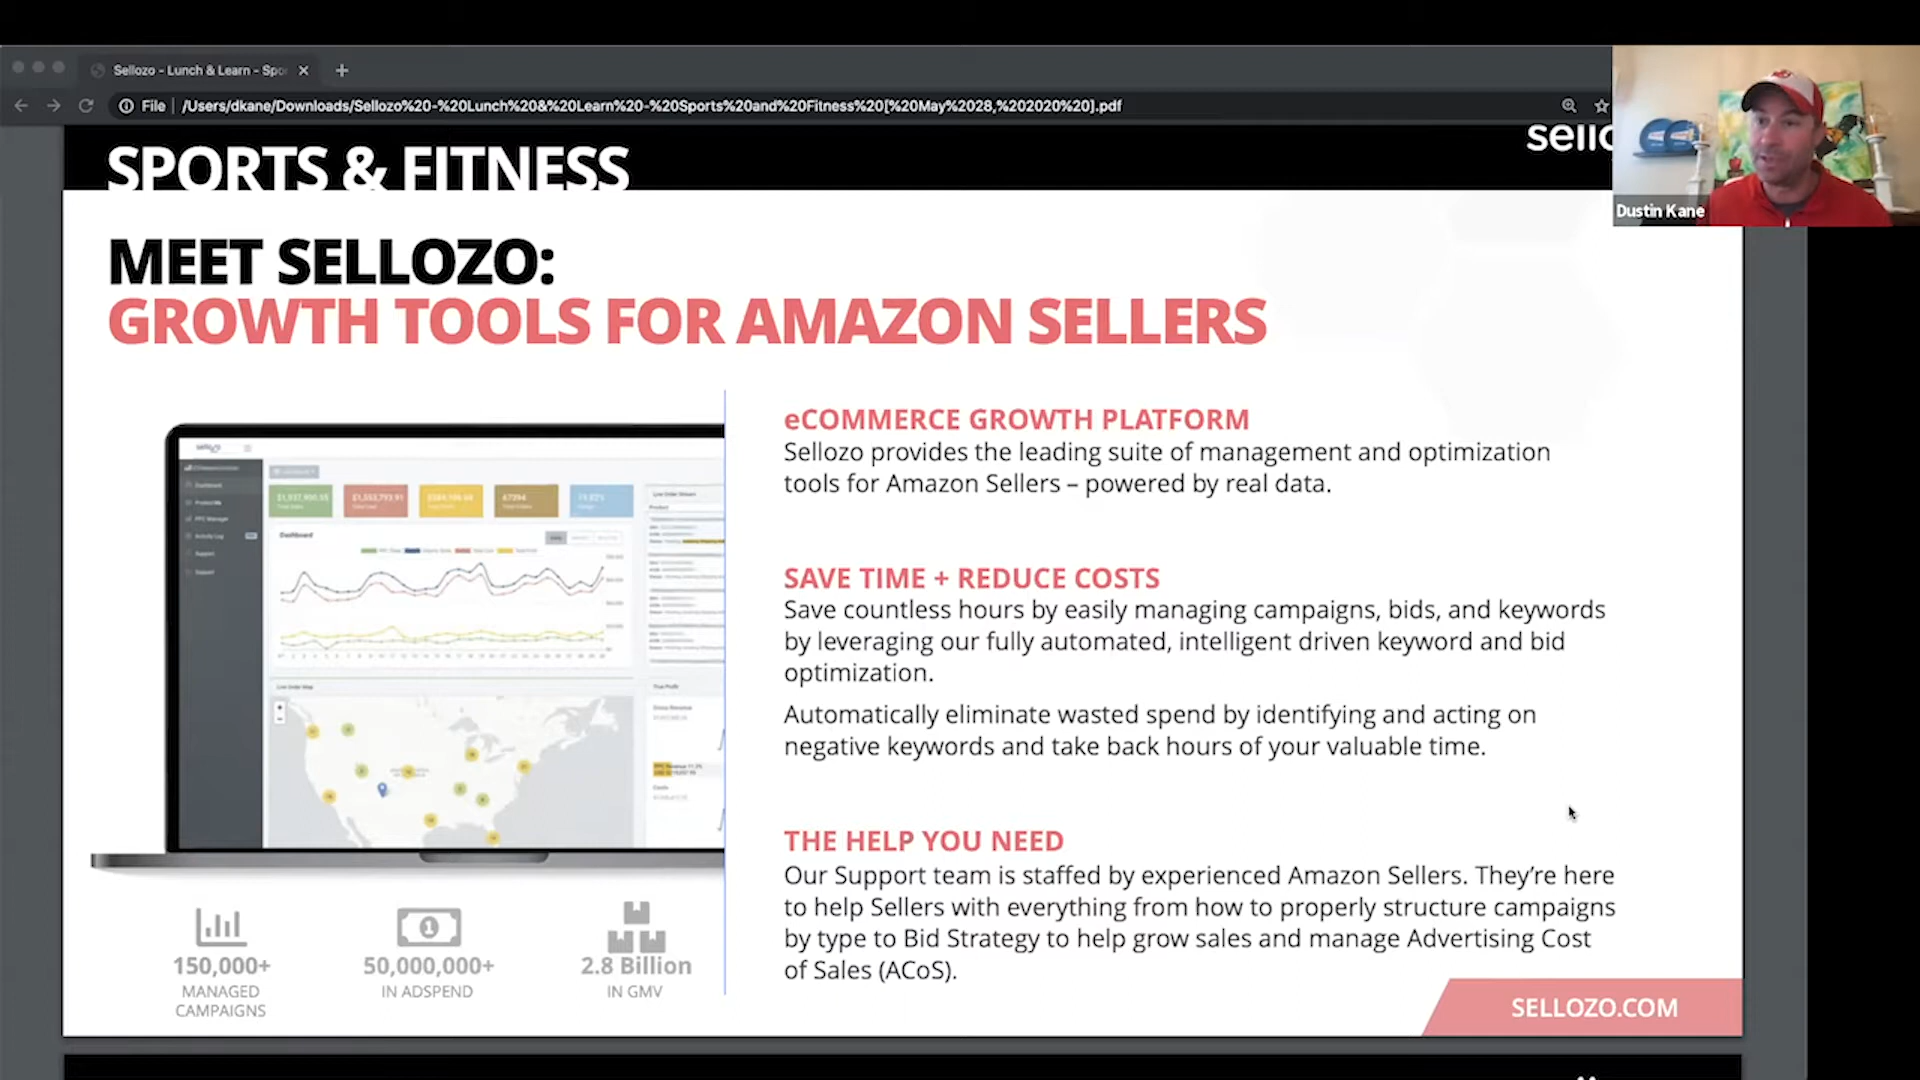 Sellozo - Lunch & Learn - Spo
File | /Users/dkane/Downloads/Sellozo%20-%20Lunch%20&%20Learn%20-%20Sports%20and%20Fitness%20[%20May%2028,%202020%20].pdf
SPORTS & FITNESS
Dustin Kane
MEET SELLOZO:
GROWTH TOOLS FOR AMAZON SELLERS
eCOMMERCE GROWTH PLATFORM
Sellozo provides the leading suite of management and optimization
tools for Amazon Sellers – powered by real data.
SAVE TIME + REDUCE COSTS
Save countless hours by easily managing campaigns, bids, and keywords
by leveraging our fully automated, intelligent driven keyword and bid
optimization.
Automatically eliminate wasted spend by identifying and acting on
negative keywords and take back hours of your valuable time.
THE HELP YOU NEED
Our Support team is staffed by experienced Amazon Sellers. They’re here
to help Sellers with everything from how to properly structure campaigns
by type to Bid Strategy to help grow sales and manage Advertising Cost
of Sales (ACoS).
Dashboard
150,000+
MANAGED
CAMPAIGNS
50,000,000+
IN ADSPEND
2.8 Billion
IN GMV
SELLOZO.COM